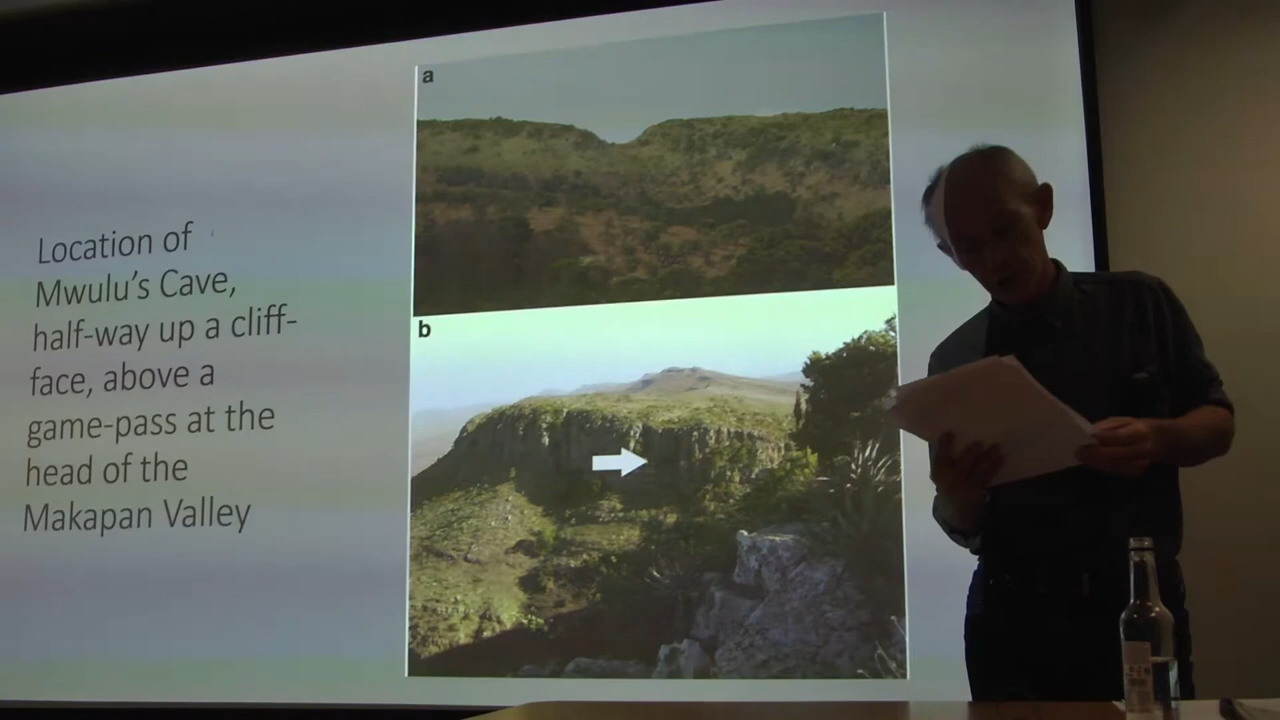 Location of
Mwulu's Cave,
half-way up a cliff-
face, above a
game-pass at the
head of the
Makapan Valley
a
b